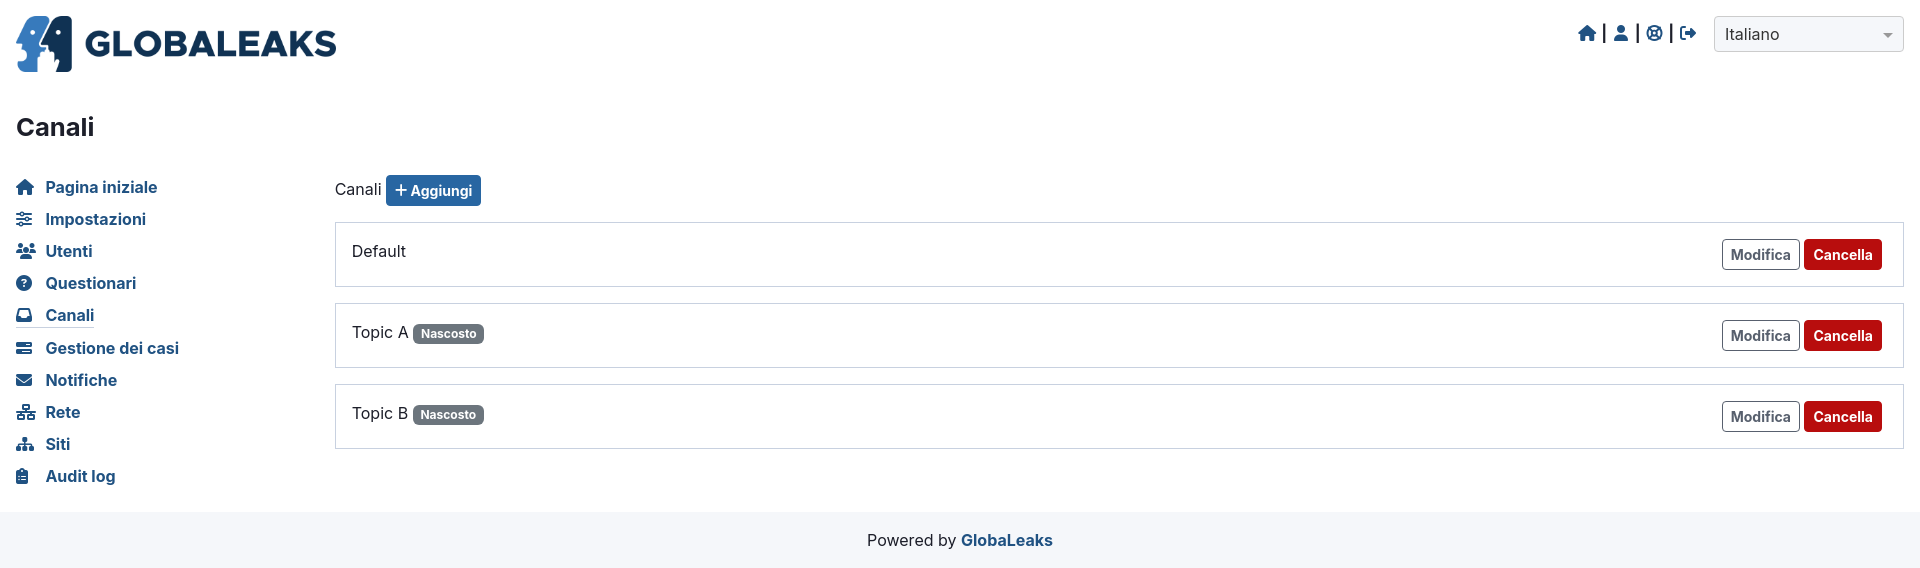 GLOBALEAKS
Italiano
Canali
Pagina iniziale
Impostazioni
Utenti
Questionari
Canali
Gestione dei casi
Notifiche
Rete
Siti
Audit log
Canali + Aggiungi
Default Modifica Cancella
Topic A Nascosto Modifica Cancella
Topic B Nascosto Modifica Cancella
Powered by GlobaLeaks